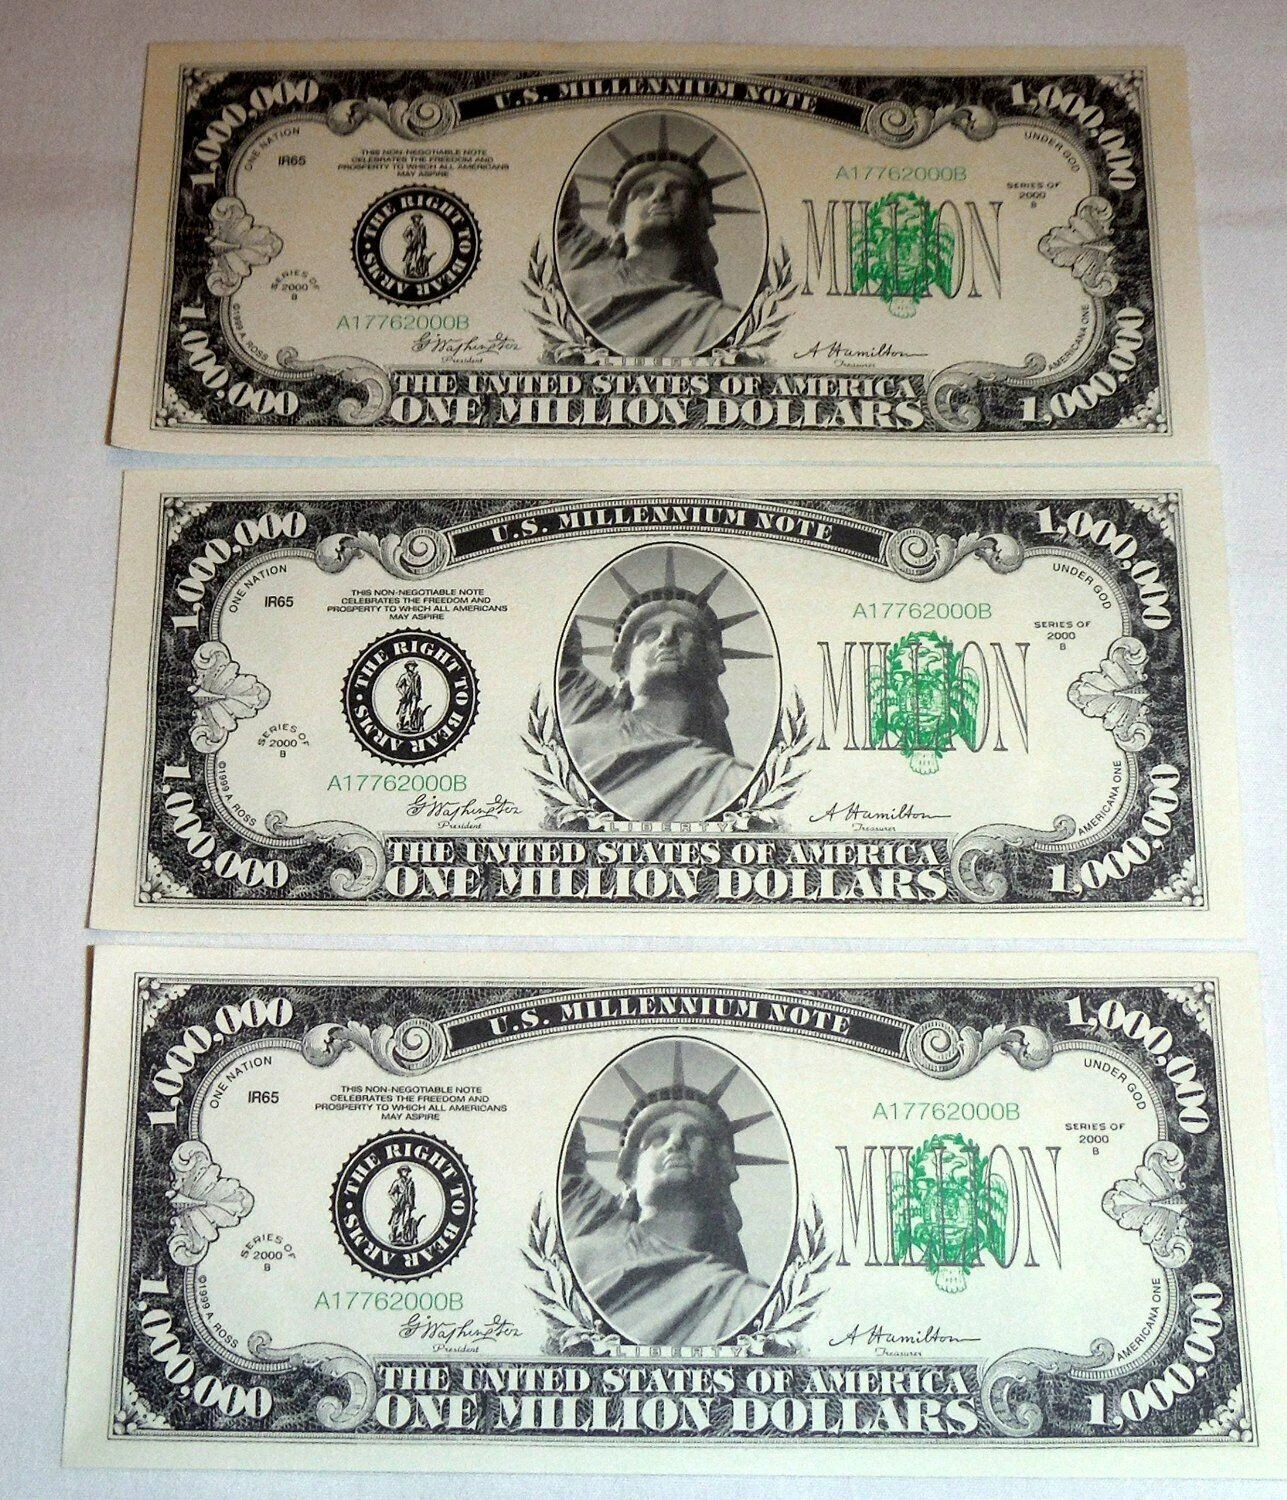 U.S. MILLENNIUM NOTE
1,000,000
1,000,000
ONE NATION
UNDER GOD
IR65
THIS NON-NEGOTIABLE NOTE
CELEBRATES THE FREEDOM AND
PROSPERITY TO WHICH ALL AMERICANS
MAY ASPIRE
A17762000B
SERIES OF
2000
B
THE RIGHT TO BEAR ARMS
MILLION
SERIES OF
2000
B
A17762000B
©1999 A. ROSS
AMERICANA ONE
G Washington
President
LIBERTY
A Hamilton
Treasurer
1,000,000
1,000,000
THE UNITED STATES OF AMERICA
ONE MILLION DOLLARS
U.S. MILLENNIUM NOTE
1,000,000
1,000,000
ONE NATION
UNDER GOD
IR65
THIS NON-NEGOTIABLE NOTE
CELEBRATES THE FREEDOM AND
PROSPERITY TO WHICH ALL AMERICANS
MAY ASPIRE
A17762000B
SERIES OF
2000
B
THE RIGHT TO BEAR ARMS
MILLION
SERIES OF
2000
B
A17762000B
©1999 A. ROSS
AMERICANA ONE
G Washington
President
LIBERTY
A Hamilton
Treasurer
1,000,000
1,000,000
THE UNITED STATES OF AMERICA
ONE MILLION DOLLARS
U.S. MILLENNIUM NOTE
1,000,000
1,000,000
ONE NATION
UNDER GOD
IR65
THIS NON-NEGOTIABLE NOTE
CELEBRATES THE FREEDOM AND
PROSPERITY TO WHICH ALL AMERICANS
MAY ASPIRE
A17762000B
SERIES OF
2000
B
THE RIGHT TO BEAR ARMS
MILLION
SERIES OF
2000
B
A17762000B
©1999 A. ROSS
AMERICANA ONE
G Washington
President
LIBERTY
A Hamilton
Treasurer
1,000,000
1,000,000
THE UNITED STATES OF AMERICA
ONE MILLION DOLLARS